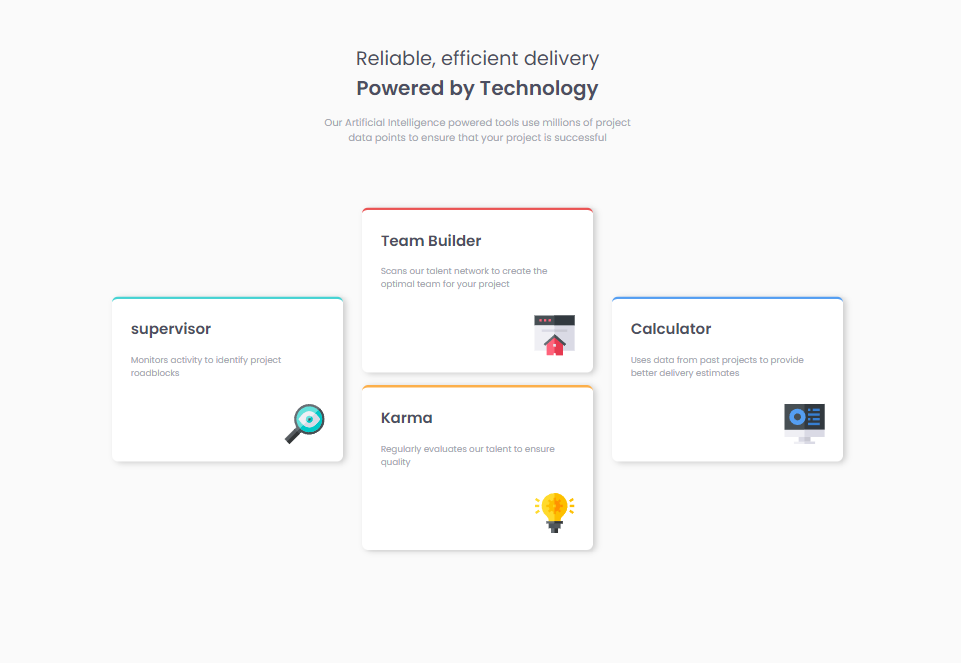 Reliable, efficient delivery
Powered by Technology
Our Artificial Intelligence powered tools use millions of project
data points to ensure that your project is successful
supervisor
Monitors activity to identify project
roadblocks
Team Builder
Scans our talent network to create the
optimal team for your project
Karma
Regularly evaluates our talent to ensure
quality
Calculator
Uses data from past projects to provide
better delivery estimates